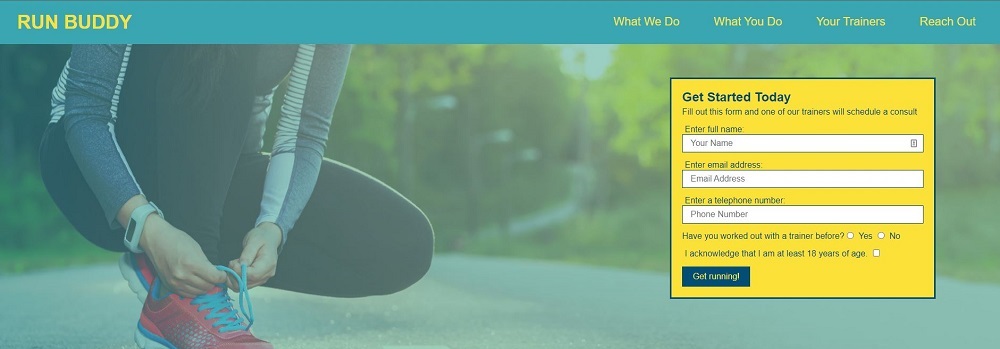 RUN BUDDY
What We Do What You Do Your Trainers Reach Out
Get Started Today
Fill out this form and one of our trainers will schedule a consult
Enter full name:
Your Name
Enter email address:
Email Address
Enter a telephone number:
Phone Number
Have you worked out with a trainer before? Yes No
I acknowledge that I am at least 18 years of age.
Get running!